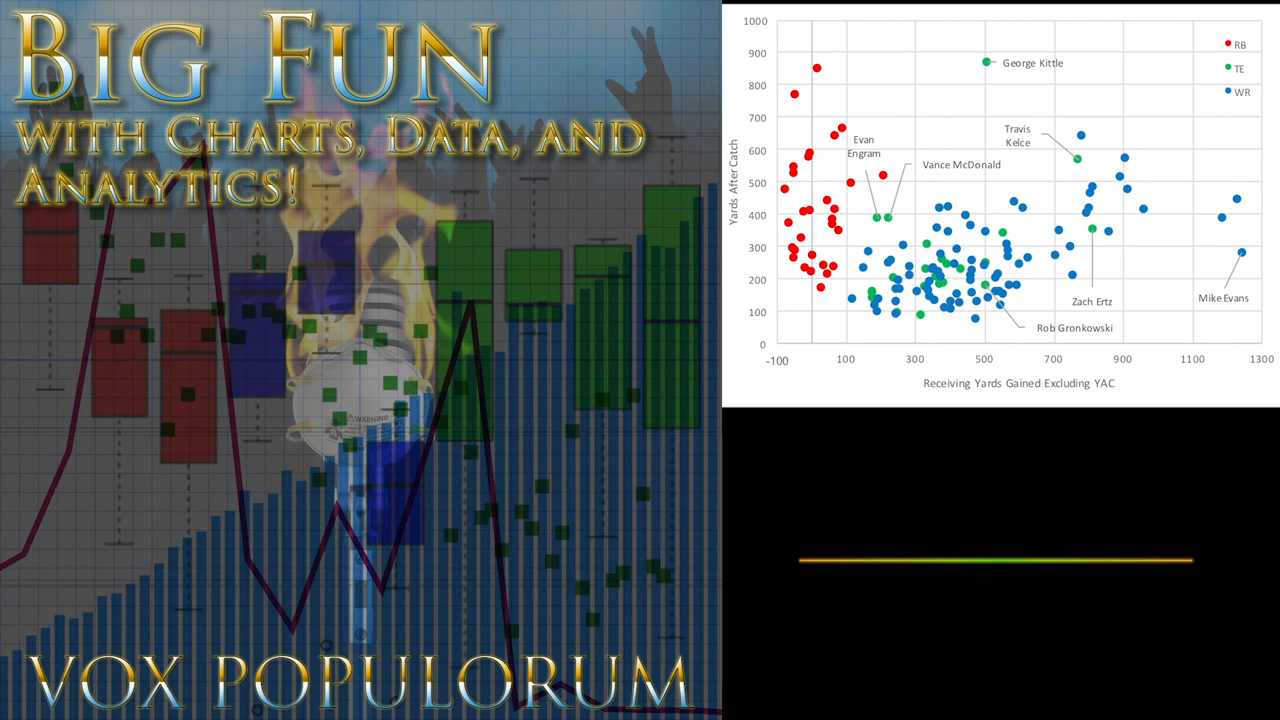 BIG FUN
WITH CHARTS, DATA, AND
ANALYTICS!
WARNING
VOX POPULORUM
1000
900
800
700
600
500
400
300
200
100
0
Yards After Catch
-100
100
300
500
700
900
1100
1300
Receiving Yards Gained Excluding YAC
RB
TE
WR
George Kittle
Travis
Kelce
Evan
Engram
Vance McDonald
Zach Ertz
Mike Evans
Rob Gronkowski